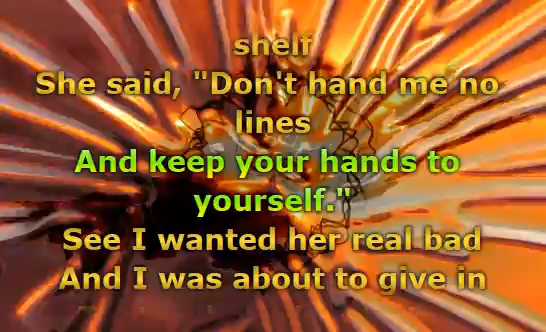 shelf
She said, "Don't hand me no
lines
And keep your hands to
yourself."
See I wanted her real bad
And I was about to give in